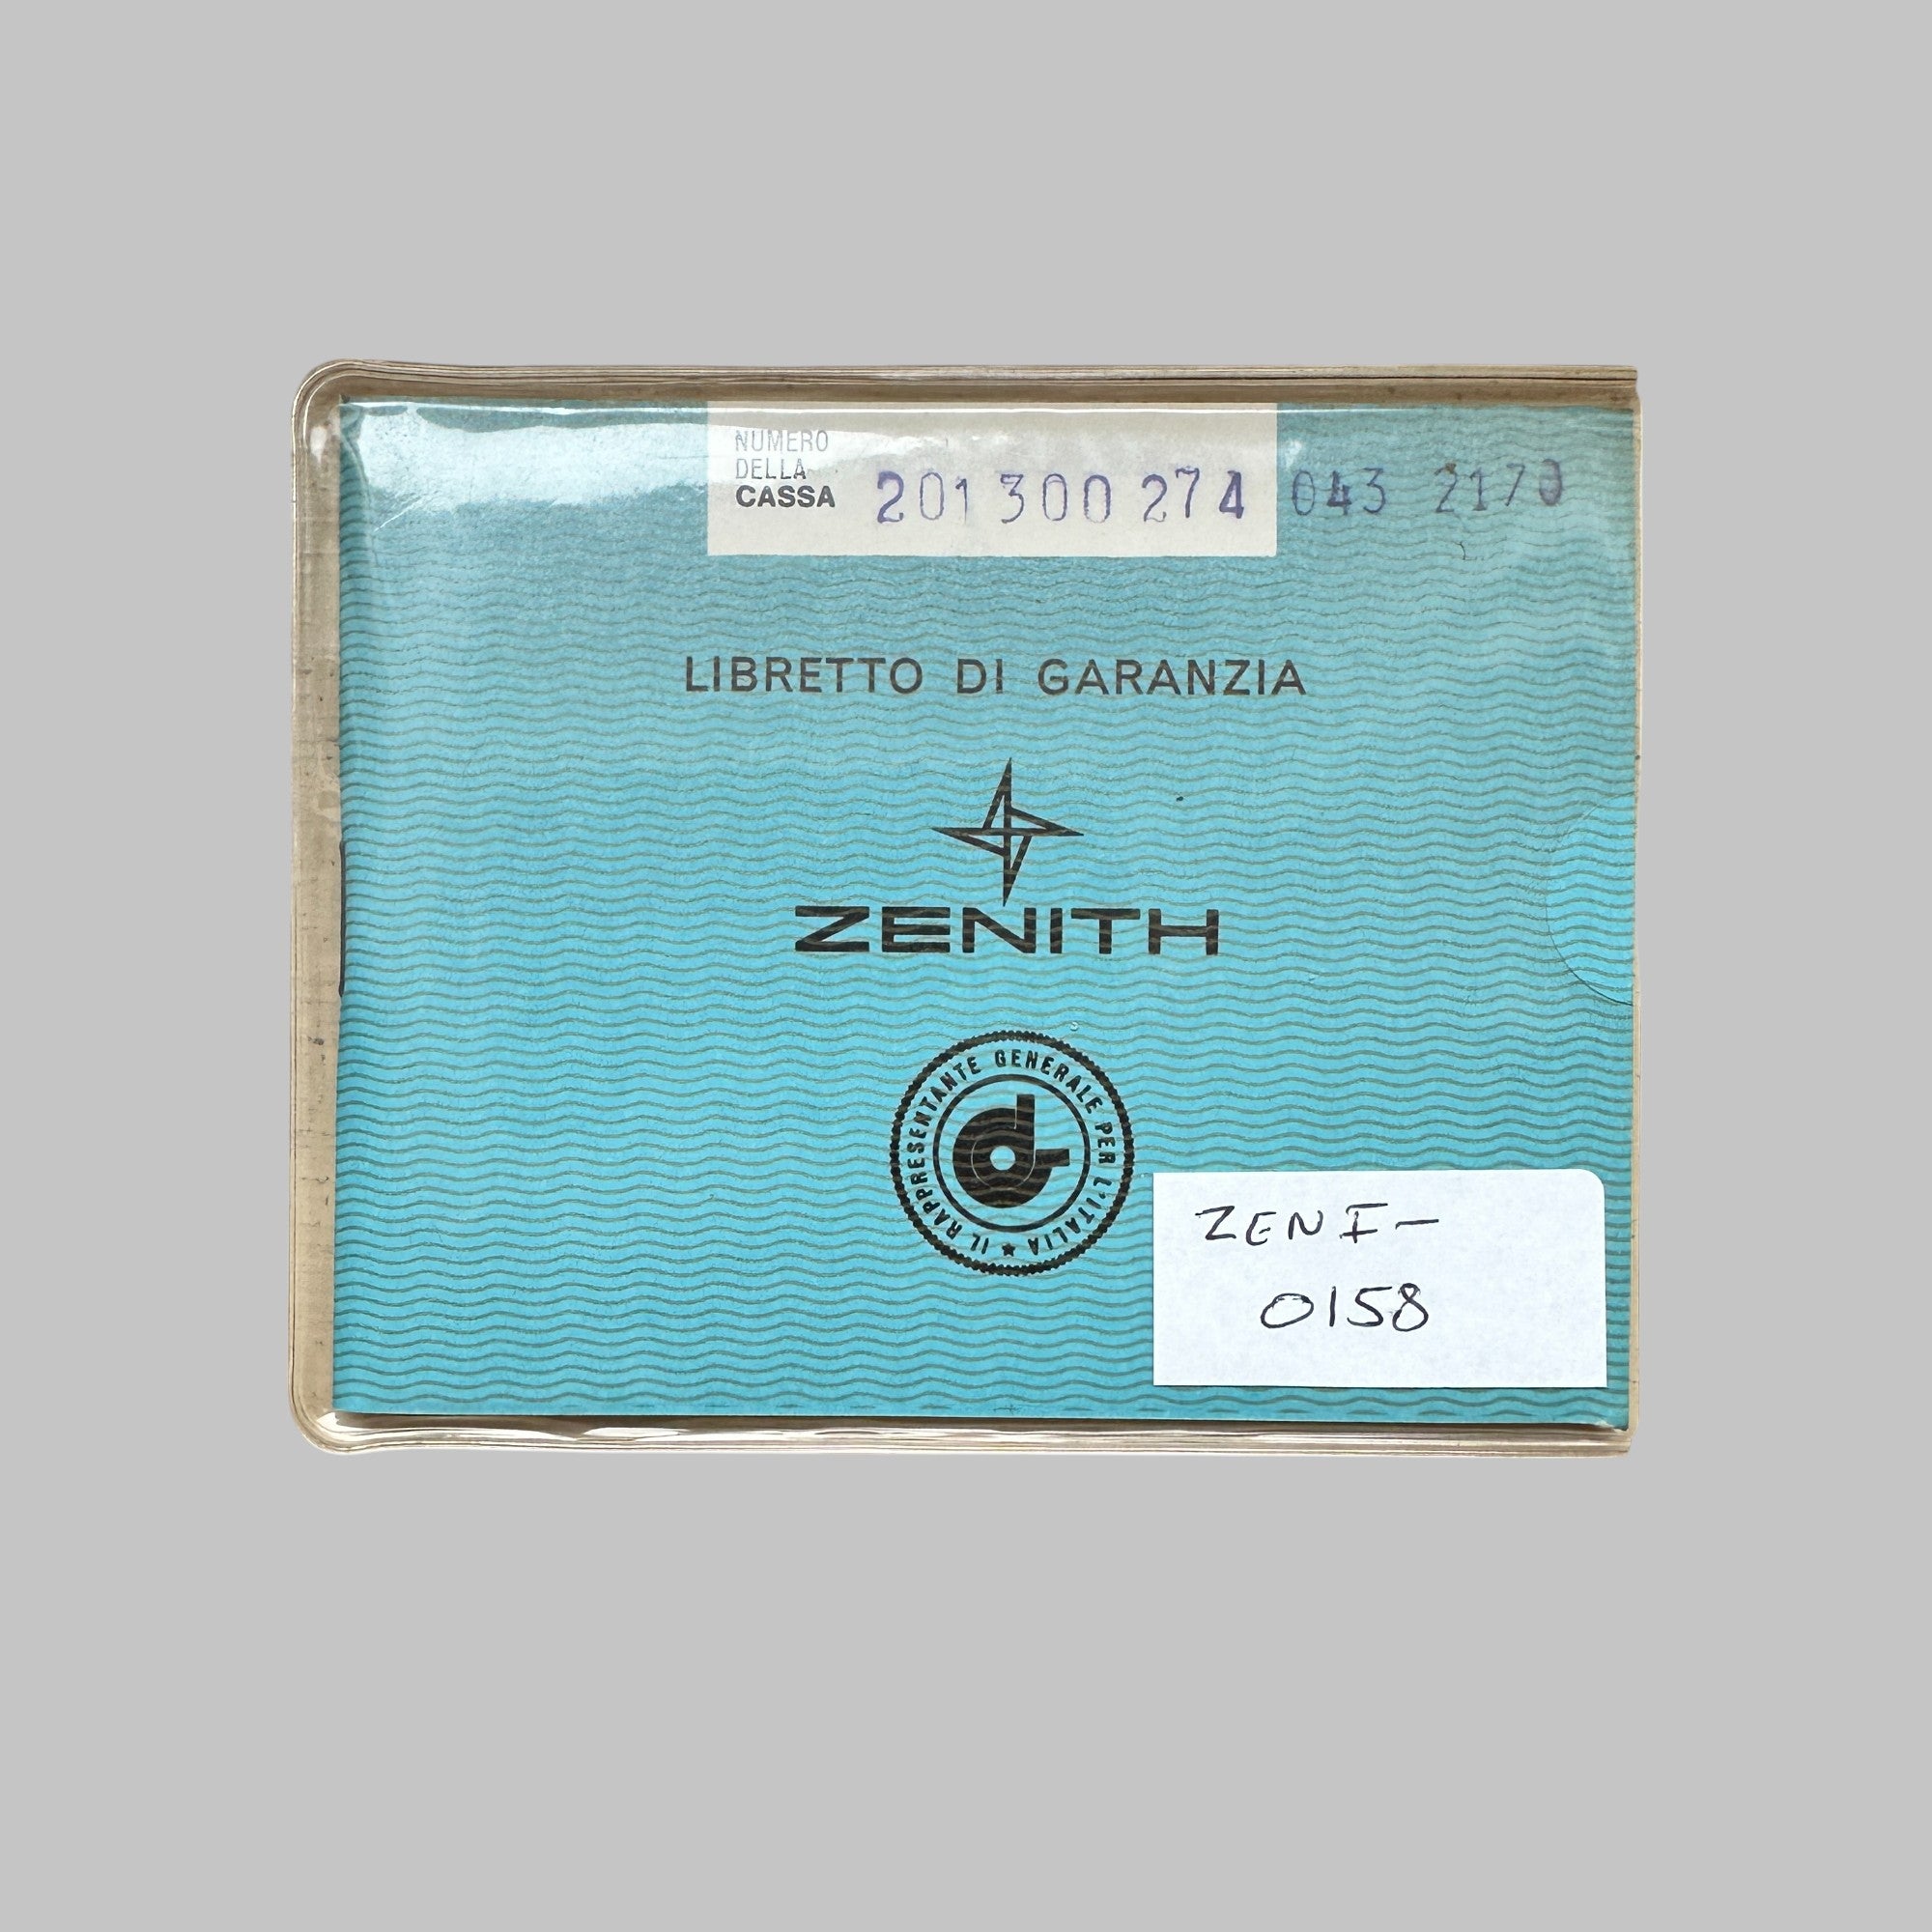 NUMERO
DELLA
CASSA 201 300 274 043 2170
LIBRETTO DI GARANZIA
ZENITH
IL RAPPRESENTANTE GENERALE PER L'ITALIA ★
d
ZENI-
0158